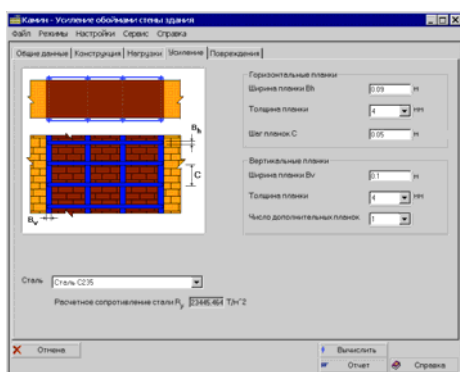 Камин - Усиление обоймами стены здания
Файл Режимы Настройки Сервис Справка
Общие данные Конструкция Нагрузки Усиление Повреждения
Горизонтальные планки
Ширина планки Bh 0.09 м
Толщина планки 4 мм
Шаг планок C 0.05 м
Bh
C
Bv
Вертикальные планки
Ширина планки Bv 0.1 м
Толщина планки 4 мм
Число дополнительных планок 1
Сталь Сталь C235
Расчетное сопротивление стали Ry 23445.464 Т/м^2
Отмена
Вычислить
Отчет
Справка